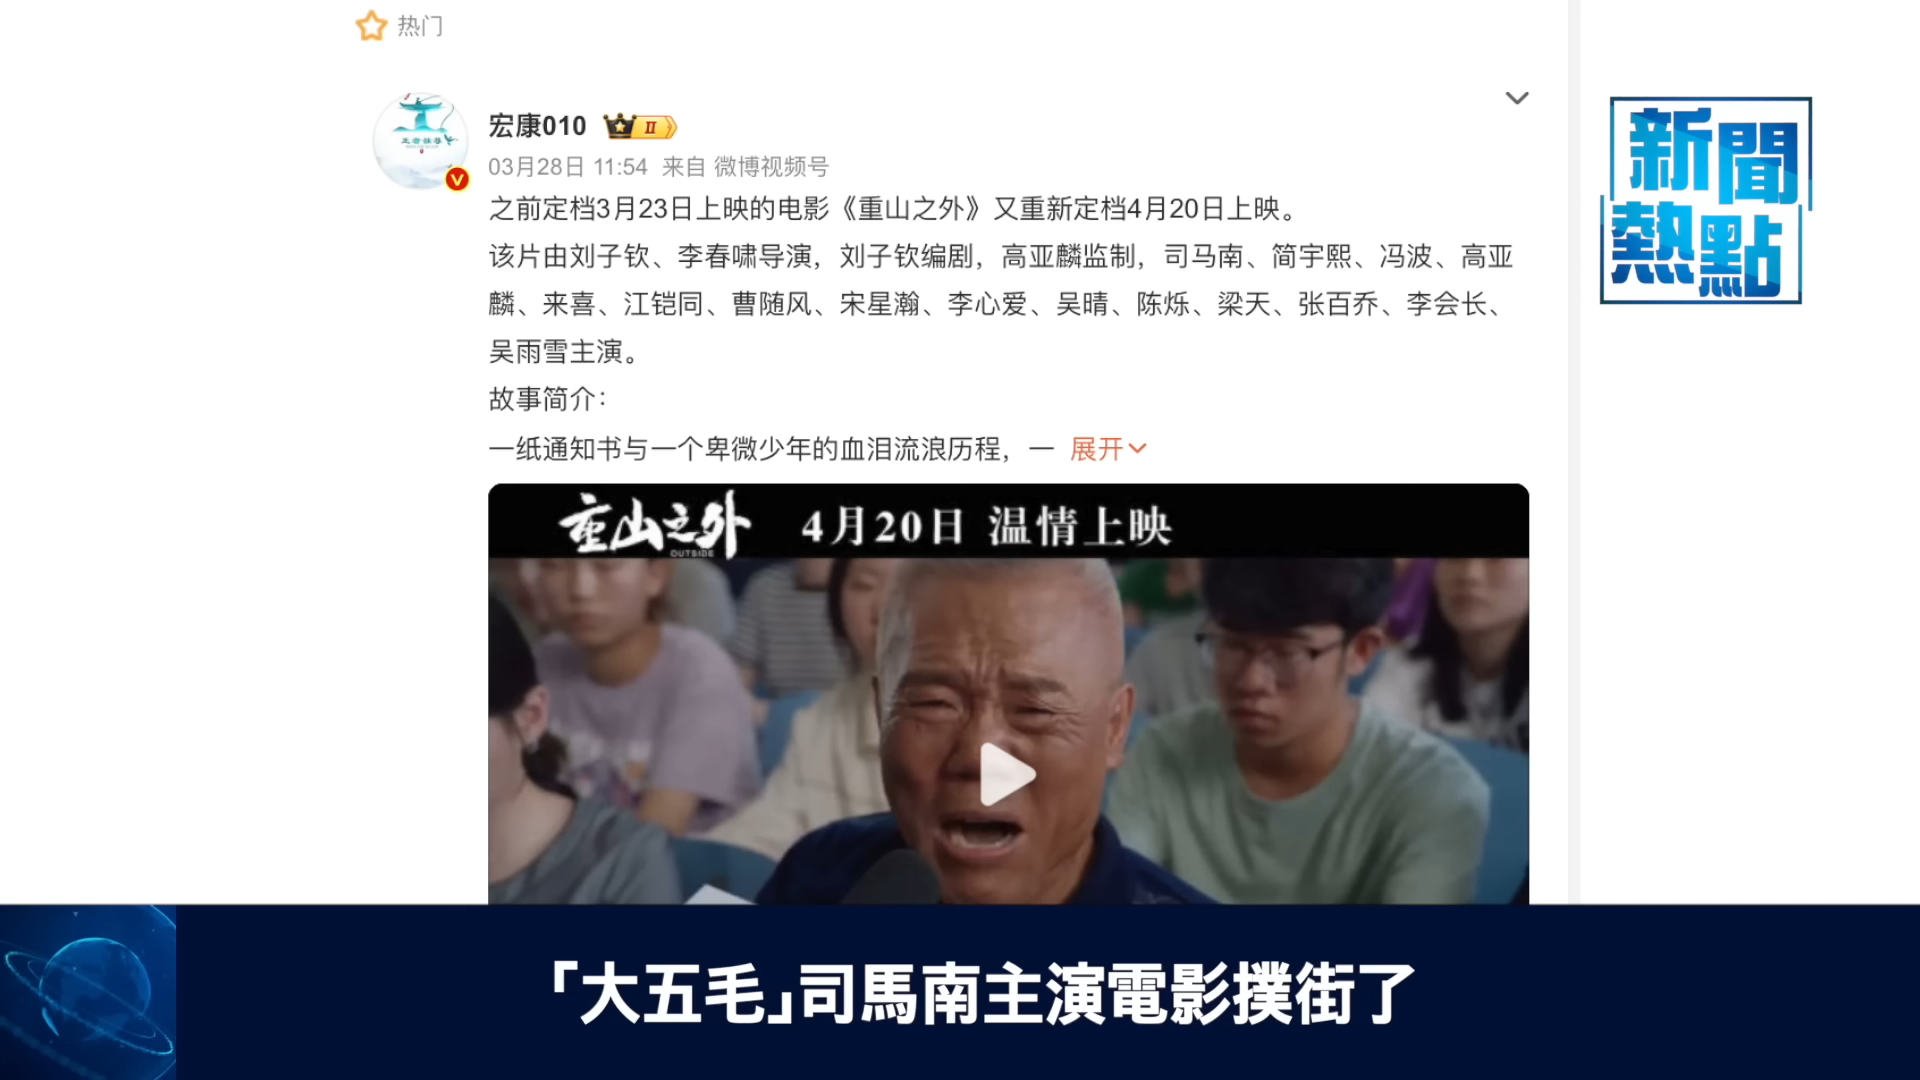 热门
宏康010 II
03月28日 11:54 来自 微博视频号
之前定档3月23日上映的电影《重山之外》又重新定档4月20日上映。
该片由刘子钦、李春啸导演，刘子钦编剧，高亚麟监制，司马南、简宇熙、冯波、高亚
麟、来喜、江铠同、曹随风、宋星瀚、李心爱、吴晴、陈烁、梁天、张百乔、李会长、
吴雨雪主演。
故事简介：
一纸通知书与一个卑微少年的血泪流浪历程，一 展开
重山之外 4月20日 温情上映
OUTSIDE
新聞
熱點
「大五毛」司馬南主演電影撲街了